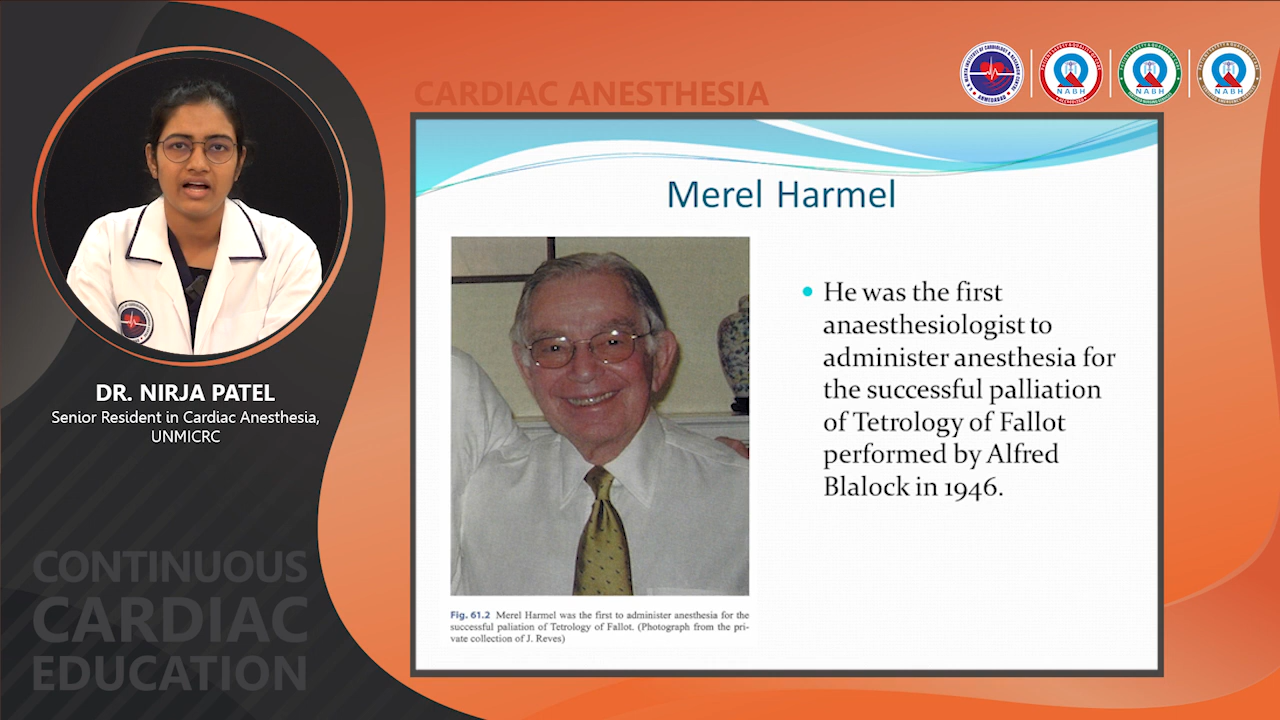 CARDIAC ANESTHESIA
NABH
NABH
NABH
Merel Harmel
He was the first
anaesthesiologist to
administer anesthesia for
the successful palliation
of Tetrology of Fallot
performed by Alfred
Blalock in 1946.
Fig. 61.2 Merel Harmel was the first to administer anesthesia for the
successful paliation of Tetrology of Fallot. (Photograph from the pri-
vate collection of J. Reves)
DR. NIRJA PATEL
Senior Resident in Cardiac Anesthesia,
UNMICRC
CONTINUOUS
CARDIAC
EDUCATION